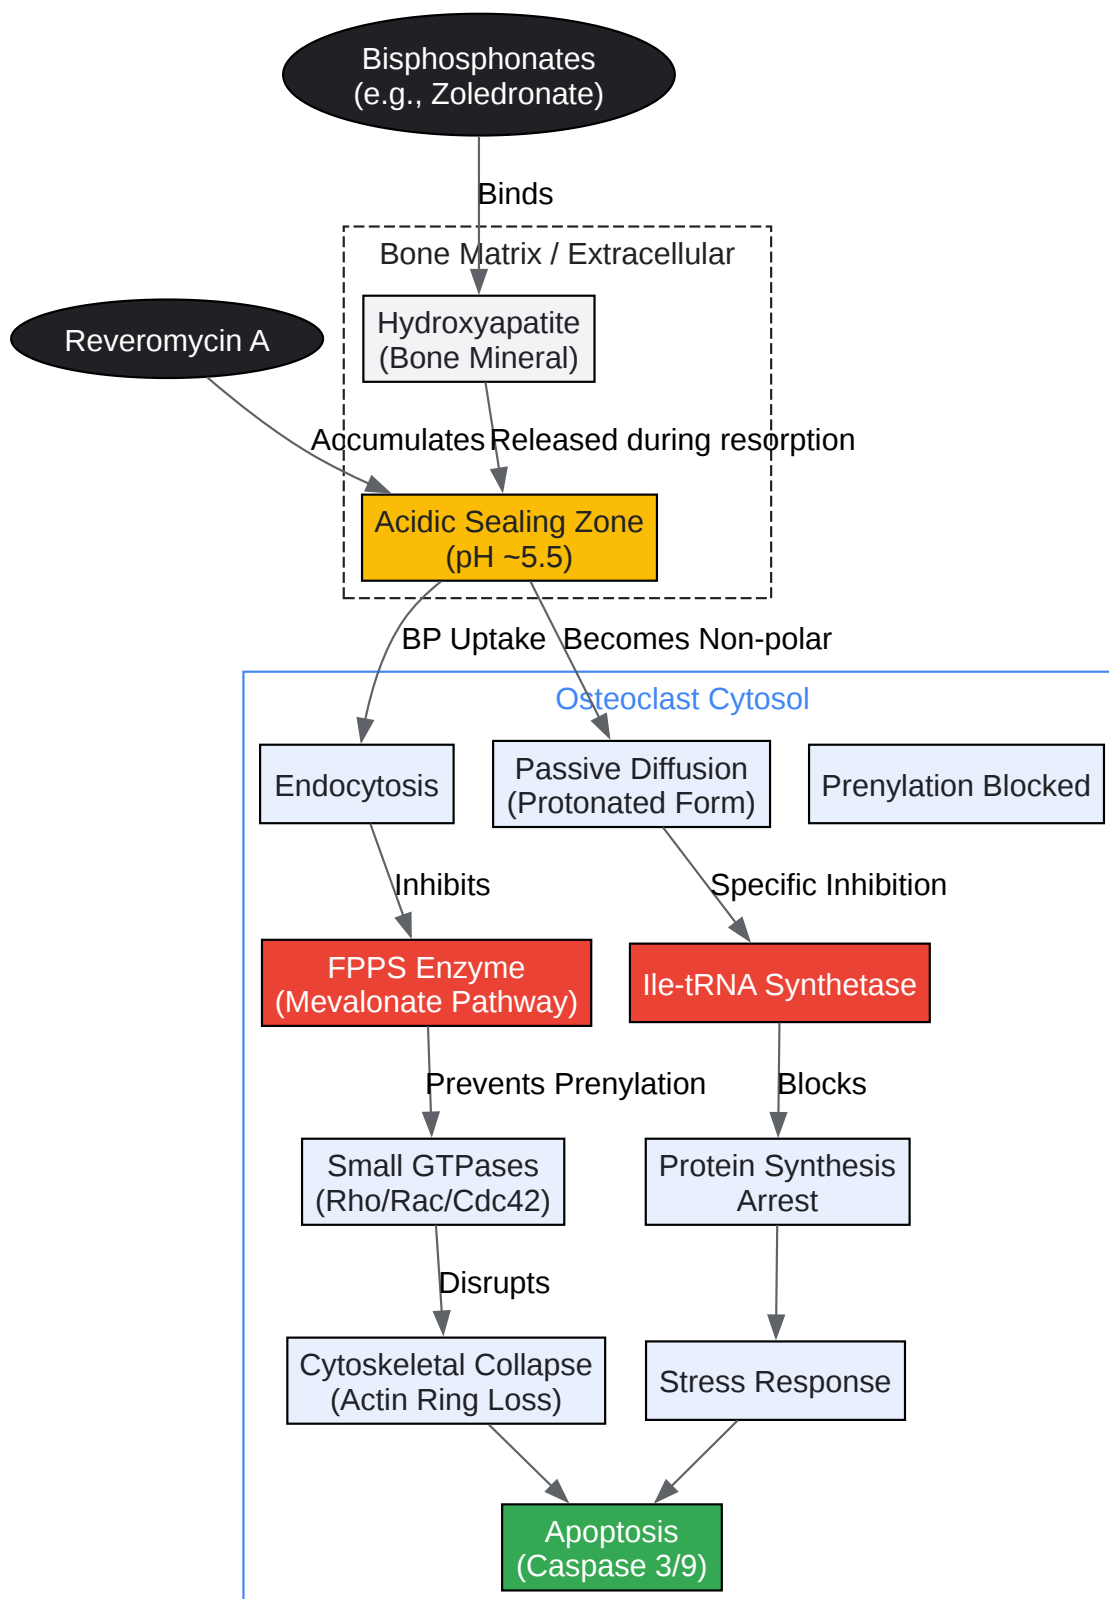 Bisphosphonates
(e.g., Zoledronate)
Binds
Bone Matrix / Extracellular
Hydroxyapatite
(Bone Mineral)
Reveromycin A
Accumulates
Released during resorption
Acidic Sealing Zone
(pH ~5.5)
BP Uptake
Becomes Non-polar
Osteoclast Cytosol
Endocytosis
Passive Diffusion
(Protonated Form)
Prenylation Blocked
Inhibits
Specific Inhibition
FPPS Enzyme
(Mevalonate Pathway)
Ile-tRNA Synthetase
Prevents Prenylation
Blocks
Small GTPases
(Rho/Rac/Cdc42)
Protein Synthesis
Arrest
Disrupts
Cytoskeletal Collapse
(Actin Ring Loss)
Stress Response
Apoptosis
(Caspase 3/9)